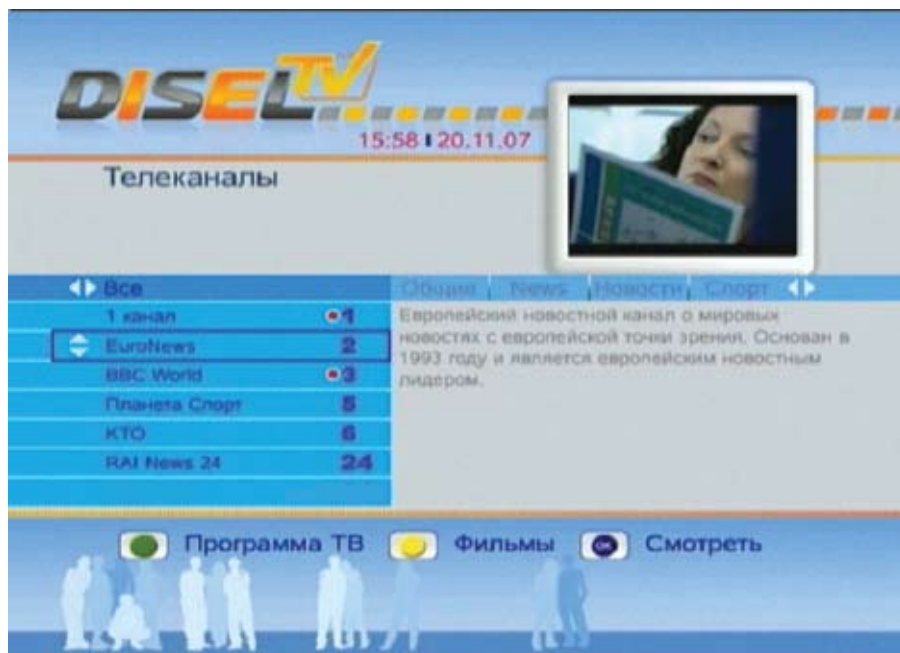 DISEL TV
15:58 20.11.07
Телеканалы
Все
Общие News Новости Спорт
1 канал 1
EuroNews 2
BBC World 3
Планета Спорт 5
КТО 6
RAI News 24 24
Европейский новостной канал о мировых
новостях с европейской точки зрения. Основан в
1993 году и является европейским новостным
лидером.
Программа ТВ Фильмы OK Смотреть